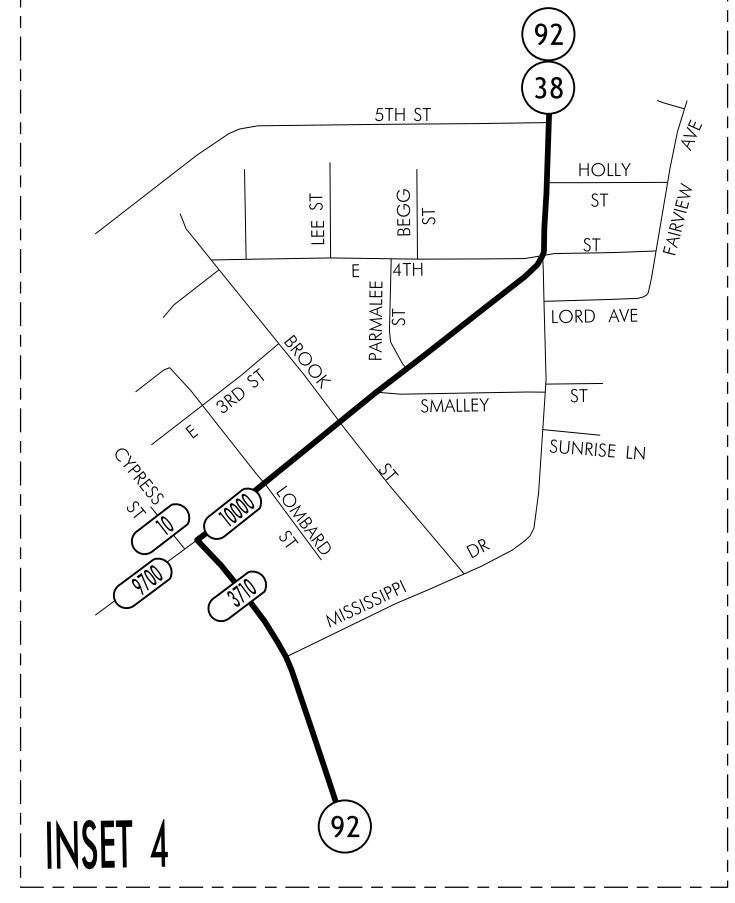 92
38
5TH ST
AVE
HOLLY
ST
FAIRVIEW
LEE ST
BEGG
ST
ST
E 4TH
PARMALEE
ST
LORD AVE
BROOK
3RD ST
E
SMALLEY
ST
SUNRISE LN
CYPRESS
ST
ST
10
10000
LOMBARD
ST
DR
9700
3710
MISSISSIPPI
92
INSET 4